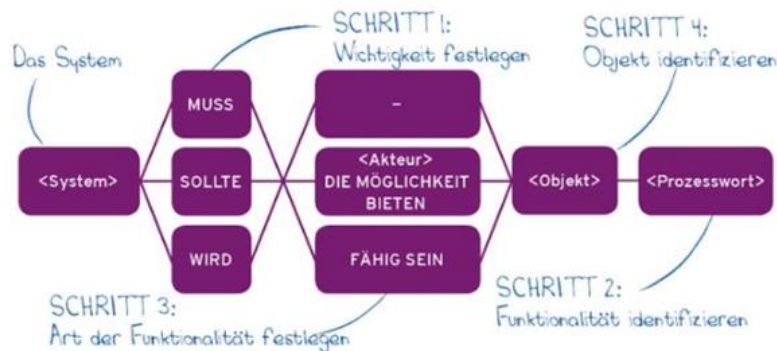 SCHRITT 1:
Wichtigkeit festlegen
SCHRITT 4:
Objekt identifizieren
Das System
MUSS
–
<System>
SOLLTE
<Akteur>
DIE MÖGLICHKEIT
BIETEN
<Objekt>
<Prozesswort>
WIRD
FÄHIG SEIN
SCHRITT 3:
Art der Funktionalität festlegen
SCHRITT 2:
Funktionalität identifizieren